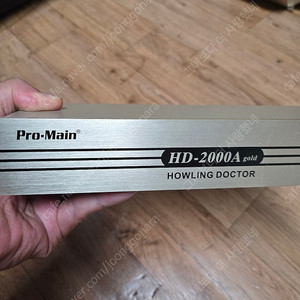 Pro-Main®
HD-2000A gold
HOWLING DOCTOR